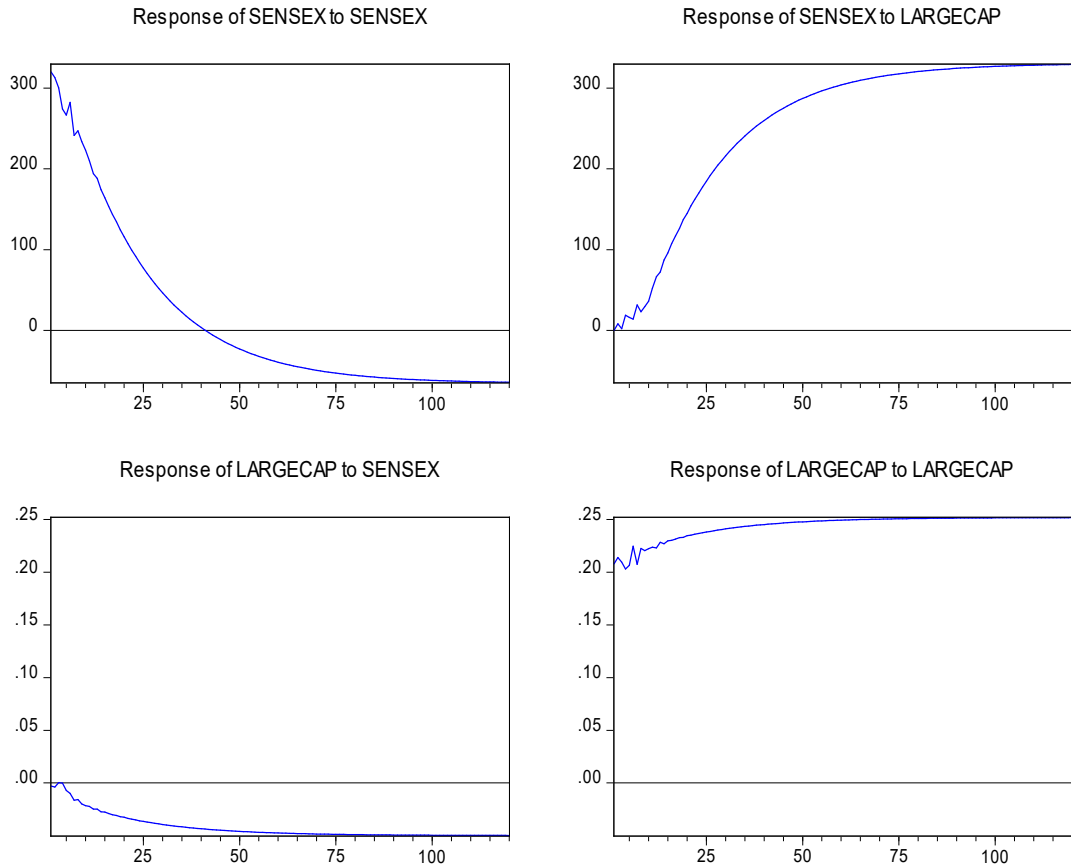 Response of SENSEX to SENSEX
300
200
100
0
25 50 75 100
Response of SENSEX to LARGECAP
300
200
100
0
25 50 75 100
Response of LARGECAP to SENSEX
.25
.20
.15
.10
.05
.00
25 50 75 100
Response of LARGECAP to LARGECAP
.25
.20
.15
.10
.05
.00
25 50 75 100